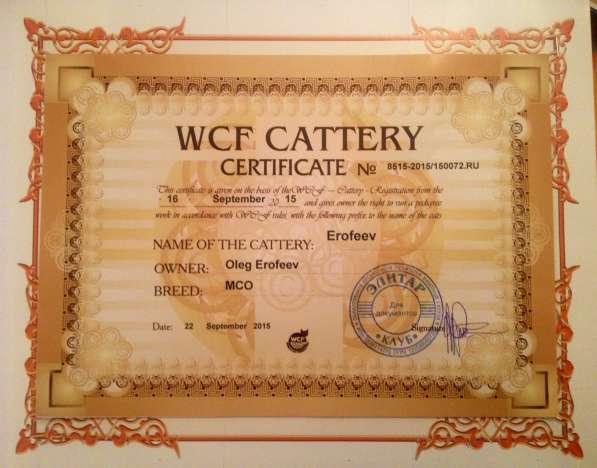 WCF CATTERY
CERTIFICATE № 8515-2015/150072.RU
This certificate is given on the basis of the WCF — Cattery - Registration from the
16 September 2015 and gives owner the right to run a pedigree
work in accordance with WCF rules, with the following prefix to the name of the cats
NAME OF THE CATTERY: Erofeev
OWNER: Oleg Erofeev
BREED: MCO
Date: 22 September 2015
WCF
Signature
ЭЛИТАР
Для
документов
КЛУБ